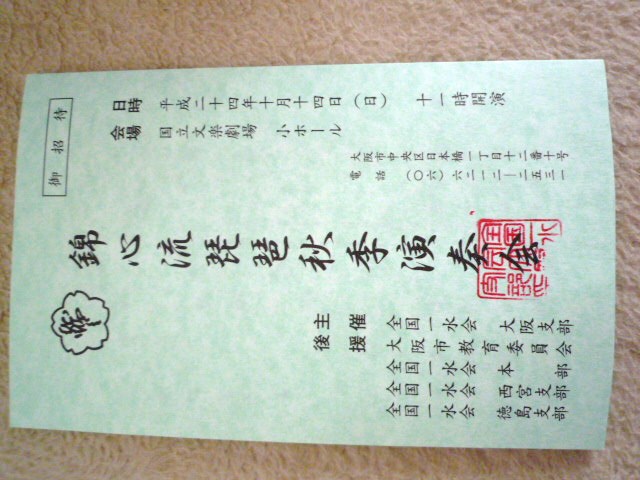 御招待
日時　平成二十四年十月十四日（日）　十一時開演
会場　国立文楽劇場　小ホール
大阪市中央区日本橋一丁目十二番十号
電話　（〇六）六二一二―二五三一
錦心流琵琶秋季演奏会
主催　全国一水会　大阪支部
後援　大阪市教育委員会
全国一水会　本部
全国一水会　西宮支部
全国一水会　徳島支部